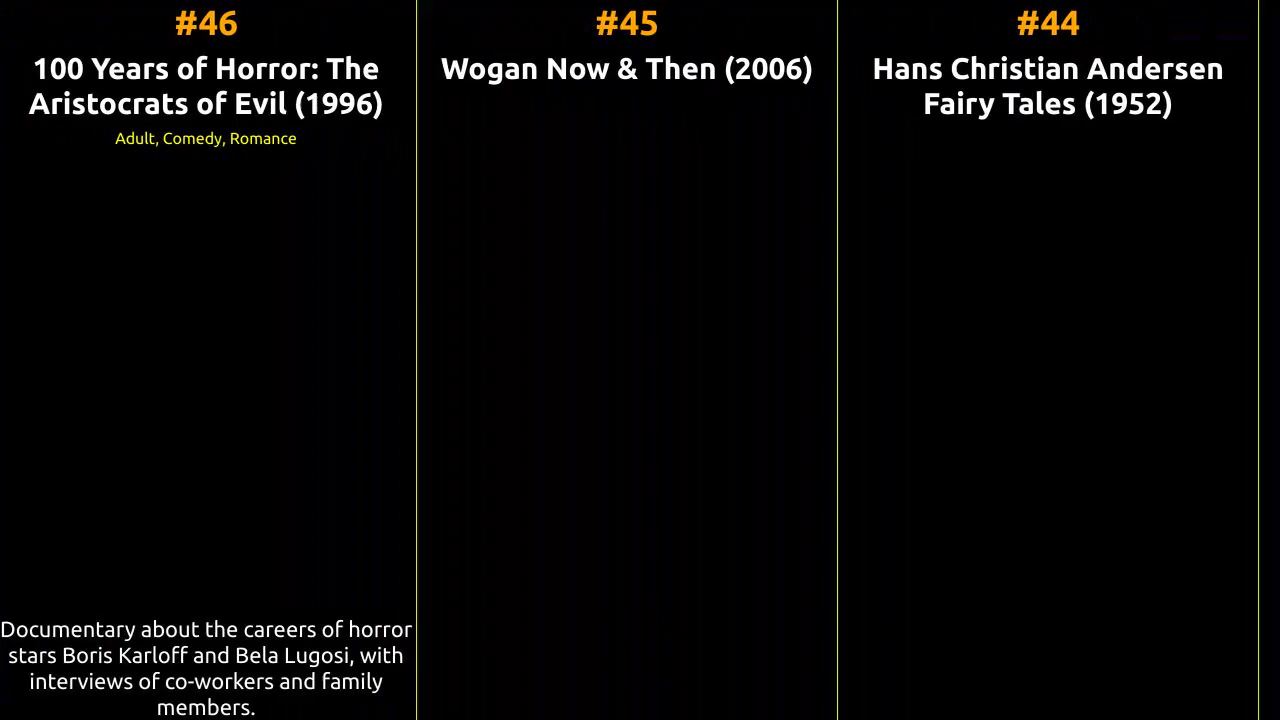 #46
100 Years of Horror: The
Aristocrats of Evil (1996)
Adult, Comedy, Romance
Documentary about the careers of horror
stars Boris Karloff and Bela Lugosi, with
interviews of co-workers and family
members.
#45
Wogan Now & Then (2006)
#44
Hans Christian Andersen
Fairy Tales (1952)